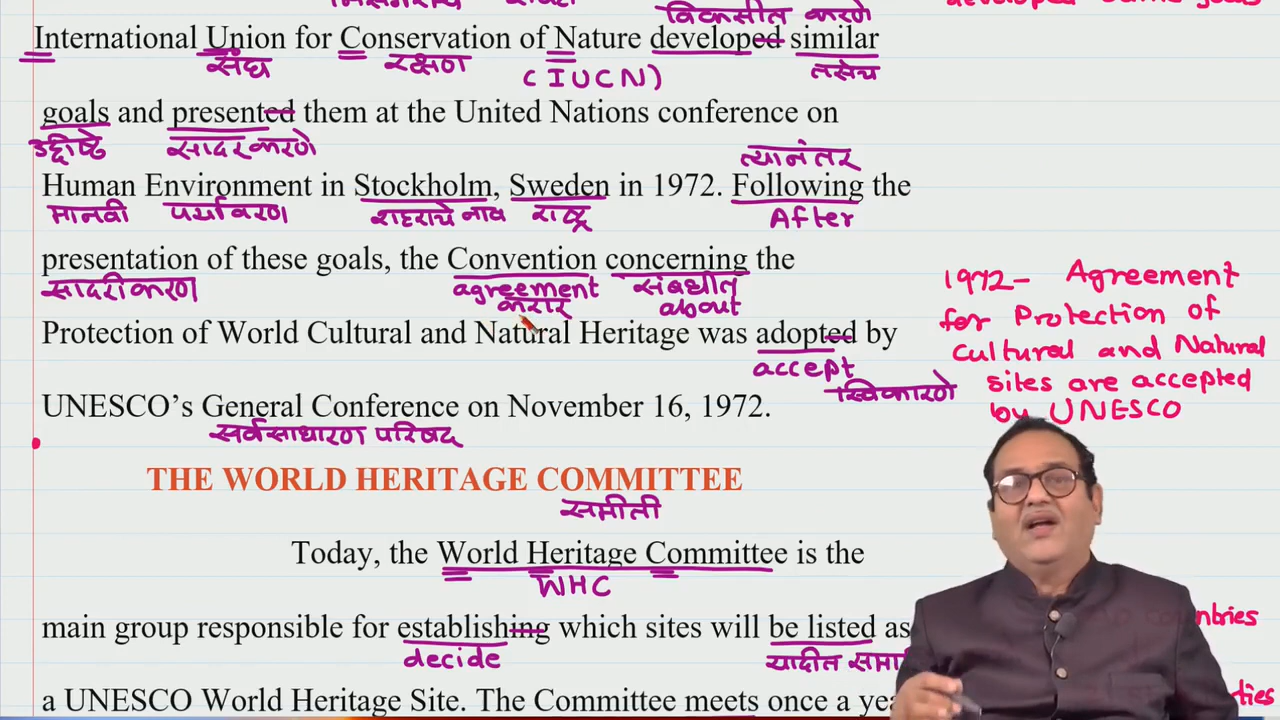 विकसीत करणे
International Union for Conservation of Nature developed similar
संघ रक्षण (IUCN) तसेच
goals and presented them at the United Nations conference on
उद्दीष्ठे सादर करणे त्यानंतर
Human Environment in Stockholm, Sweden in 1972. Following the
मानवी पर्यावरण शहराचे नाव राष्ट्र After
presentation of these goals, the Convention concerning the
सादरीकरण agreement संबधीत
करार about
Protection of World Cultural and Natural Heritage was adopted by
accept
स्विकारणे
UNESCO's General Conference on November 16, 1972.
सर्वसाधारण परिषद
1972- Agreement
for Protection of
Cultural and Natural
sites are accepted
by UNESCO
THE WORLD HERITAGE COMMITTEE
समीती
Today, the World Heritage Committee is the
WHC
main group responsible for establishing which sites will be listed as
decide यादीत
a UNESCO World Heritage Site. The Committee meets once a yea